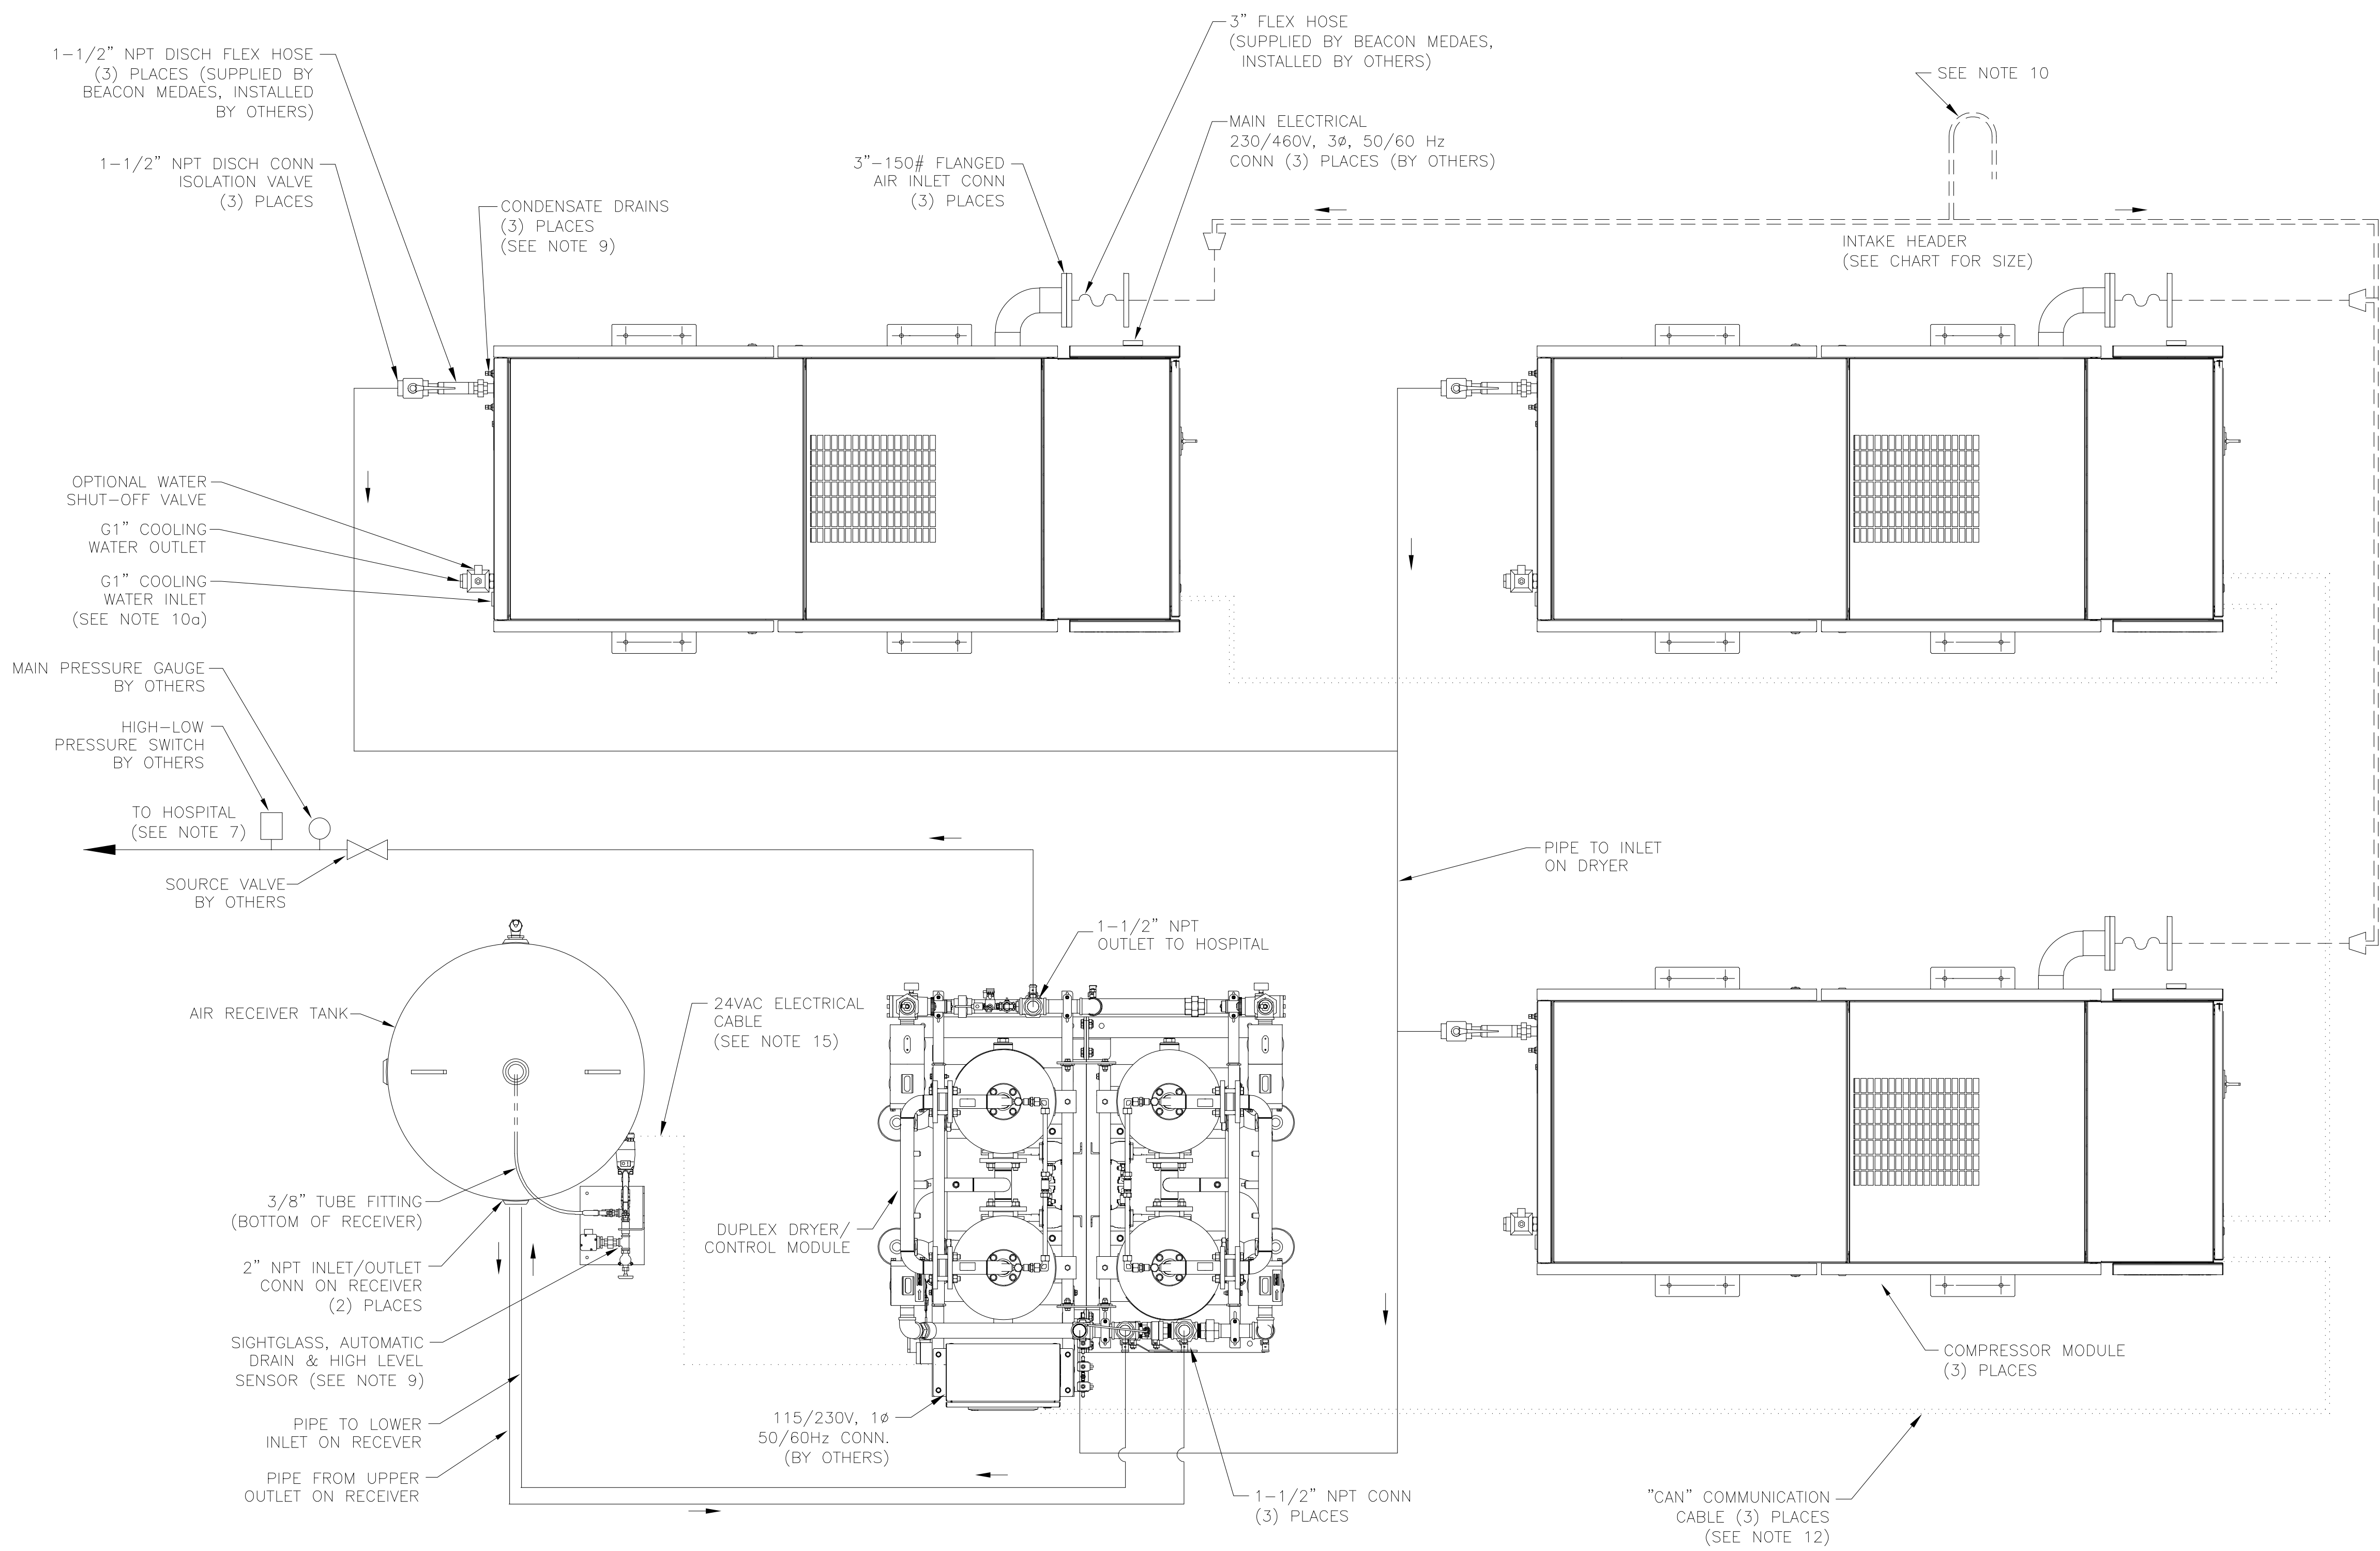 1-1/2" NPT DISCH FLEX HOSE
(3) PLACES (SUPPLIED BY
BEACON MEDAES, INSTALLED
BY OTHERS)
1-1/2" NPT DISCH CONN
ISOLATION VALVE
(3) PLACES
CONDENSATE DRAINS
(3) PLACES
(SEE NOTE 9)
3"-150# FLANGED
AIR INLET CONN
(3) PLACES
3" FLEX HOSE
(SUPPLIED BY BEACON MEDAES,
INSTALLED BY OTHERS)
MAIN ELECTRICAL
230/460V, 3ø, 50/60 Hz
CONN (3) PLACES (BY OTHERS)
SEE NOTE 10
INTAKE HEADER
(SEE CHART FOR SIZE)
OPTIONAL WATER
SHUT-OFF VALVE
G1" COOLING
WATER OUTLET
G1" COOLING
WATER INLET
(SEE NOTE 10a)
MAIN PRESSURE GAUGE
BY OTHERS
HIGH-LOW
PRESSURE SWITCH
BY OTHERS
TO HOSPITAL
(SEE NOTE 7)
SOURCE VALVE
BY OTHERS
PIPE TO INLET
ON DRYER
1-1/2" NPT
OUTLET TO HOSPITAL
AIR RECEIVER TANK
24VAC ELECTRICAL
CABLE
(SEE NOTE 15)
3/8" TUBE FITTING
(BOTTOM OF RECEIVER)
DUPLEX DRYER/
CONTROL MODULE
2" NPT INLET/OUTLET
CONN ON RECEIVER
(2) PLACES
SIGHTGLASS, AUTOMATIC
DRAIN & HIGH LEVEL
SENSOR (SEE NOTE 9)
COMPRESSOR MODULE
(3) PLACES
PIPE TO LOWER
INLET ON RECEVER
115/230V, 1ø
50/60Hz CONN.
(BY OTHERS)
PIPE FROM UPPER
OUTLET ON RECEIVER
1-1/2" NPT CONN
(3) PLACES
"CAN" COMMUNICATION
CABLE (3) PLACES
(SEE NOTE 12)